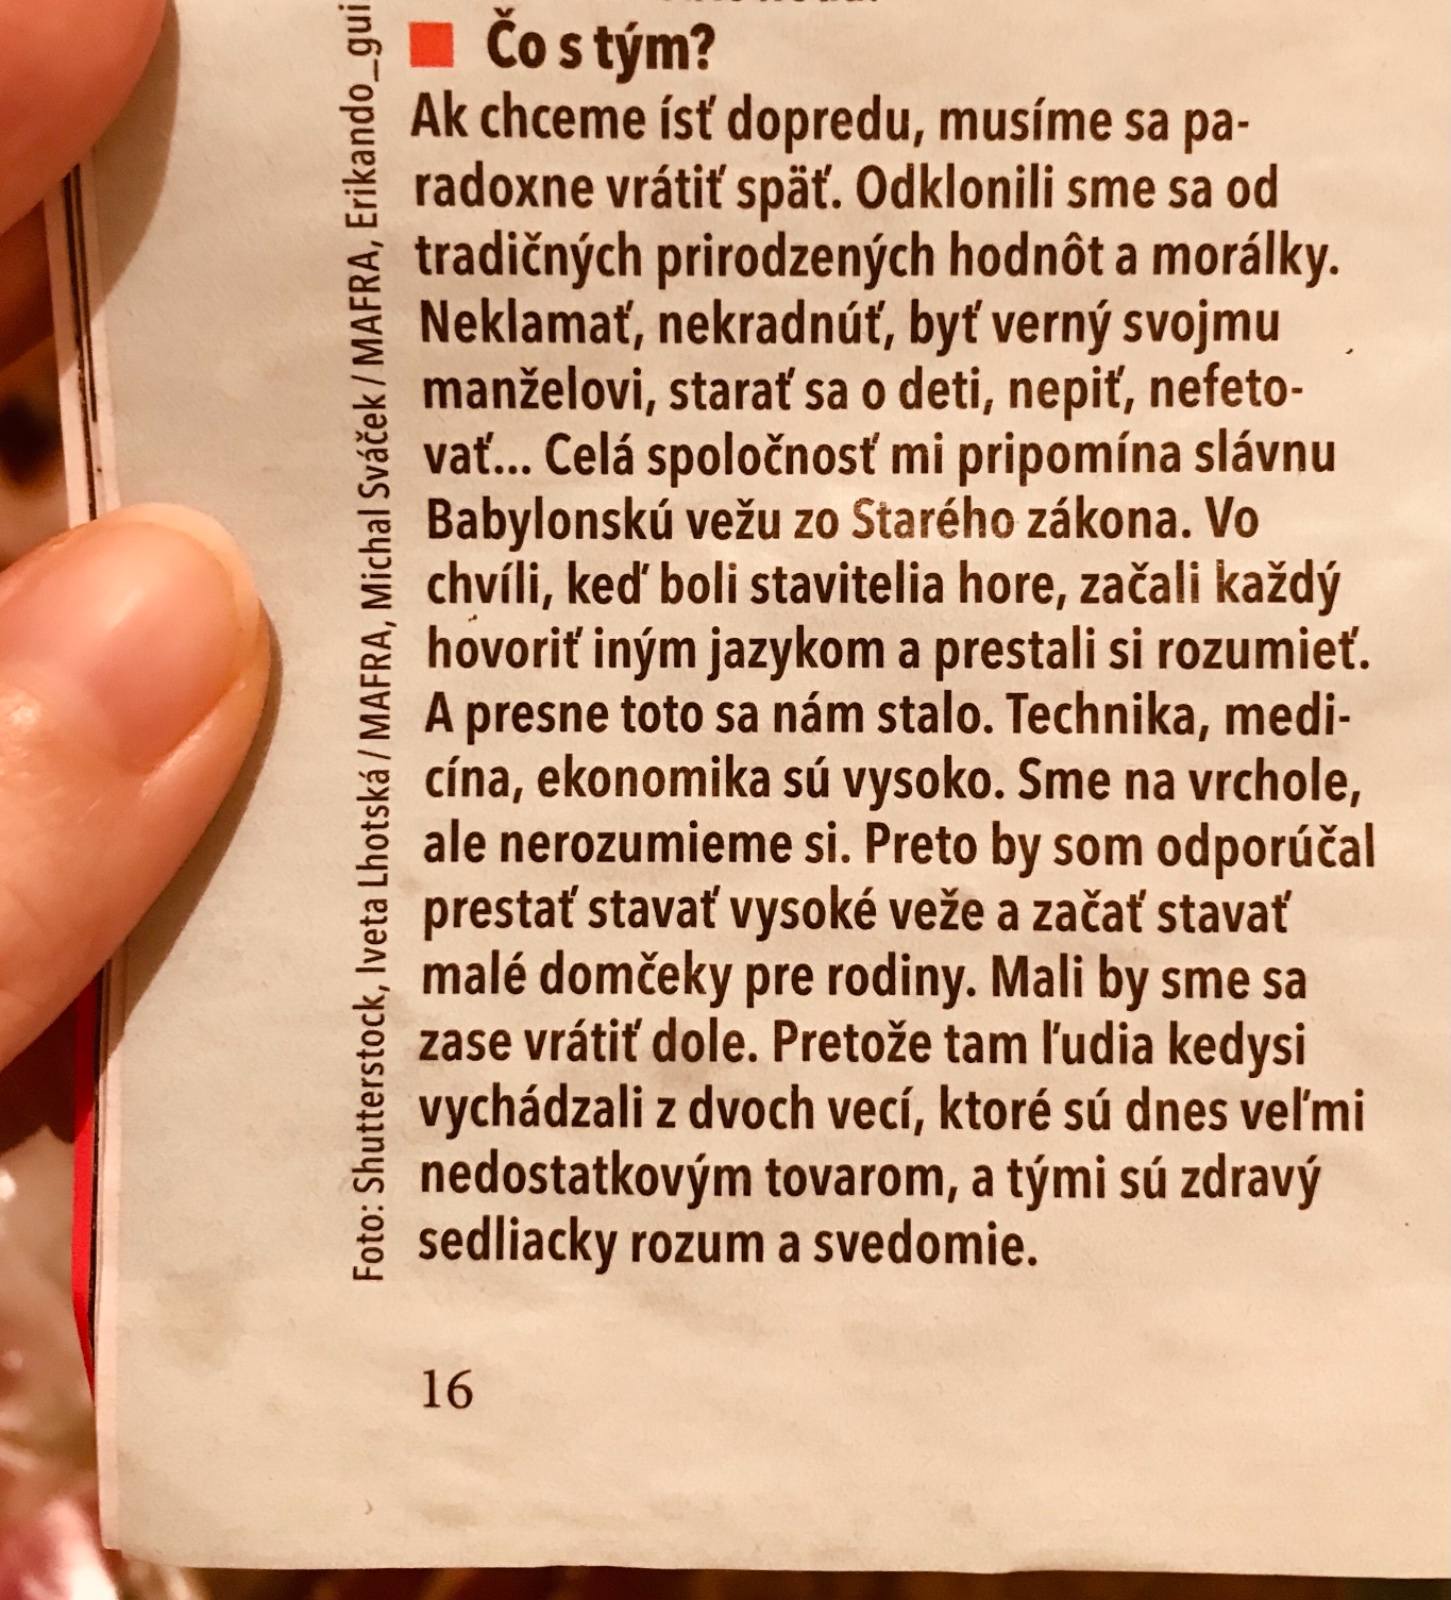 Čo s tým?
Ak chceme ísť dopredu, musíme sa pa-
radoxne vrátiť späť. Odklonili sme sa od
tradičných prirodzených hodnôt a morálky.
Neklamať, nekradnúť, byť verný svojmu
manželovi, starať sa o deti, nepiť, nefeto-
vať... Celá spoločnosť mi pripomína slávnu
Babylonskú vežu zo Starého zákona. Vo
chvíli, keď boli stavitelia hore, začali každý
hovoriť iným jazykom a prestali si rozumieť.
A presne toto sa nám stalo. Technika, medi-
cína, ekonomika sú vysoko. Sme na vrchole,
ale nerozumieme si. Preto by som odporúčal
prestať stavať vysoké veže a začať stavať
malé domčeky pre rodiny. Mali by sme sa
zase vrátiť dole. Pretože tam ľudia kedysi
vychádzali z dvoch vecí, ktoré sú dnes veľmi
nedostatkovým tovarom, a tými sú zdravý
sedliacky rozum a svedomie.
16
Foto: Shutterstock, Iveta Lhotská / MAFRA, Michal Sváček / MAFRA, Erikando_gui